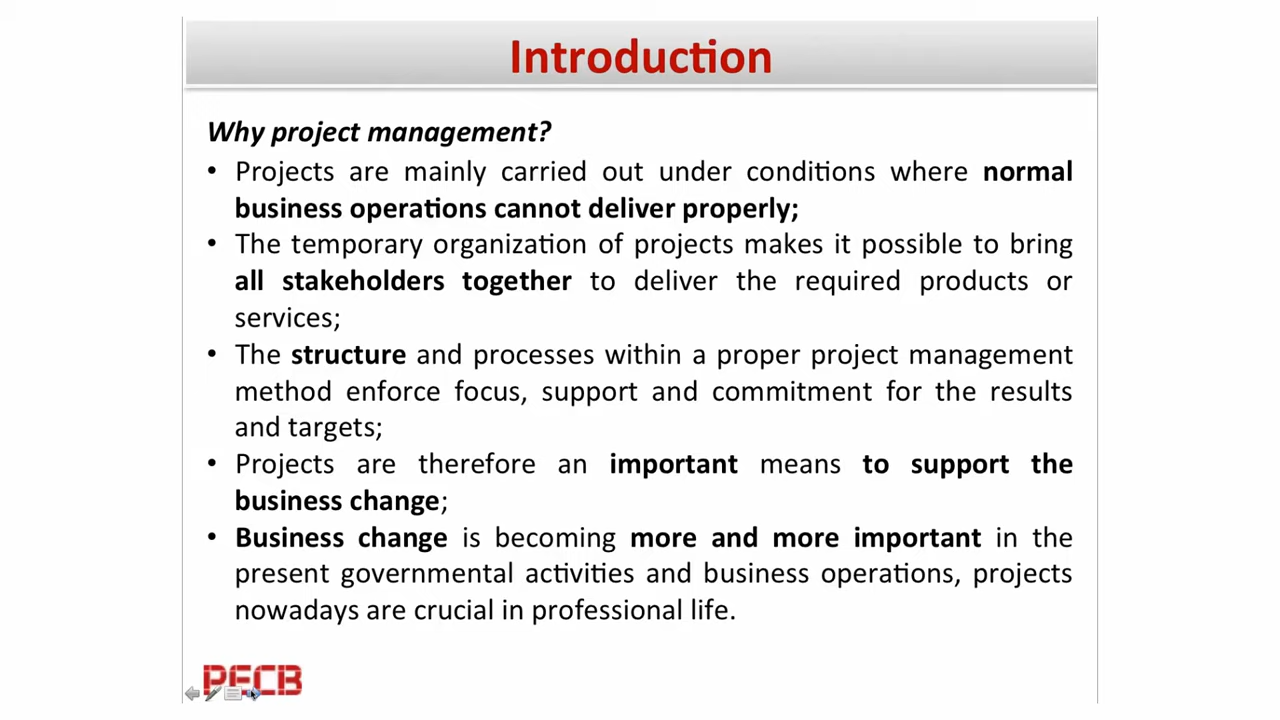 Introduction
Why project management?
• Projects are mainly carried out under conditions where normal
business operations cannot deliver properly;
• The temporary organization of projects makes it possible to bring
all stakeholders together to deliver the required products or
services;
• The structure and processes within a proper project management
method enforce focus, support and commitment for the results
and targets;
• Projects are therefore an important means to support the
business change;
• Business change is becoming more and more important in the
present governmental activities and business operations, projects
nowadays are crucial in professional life.
PECB